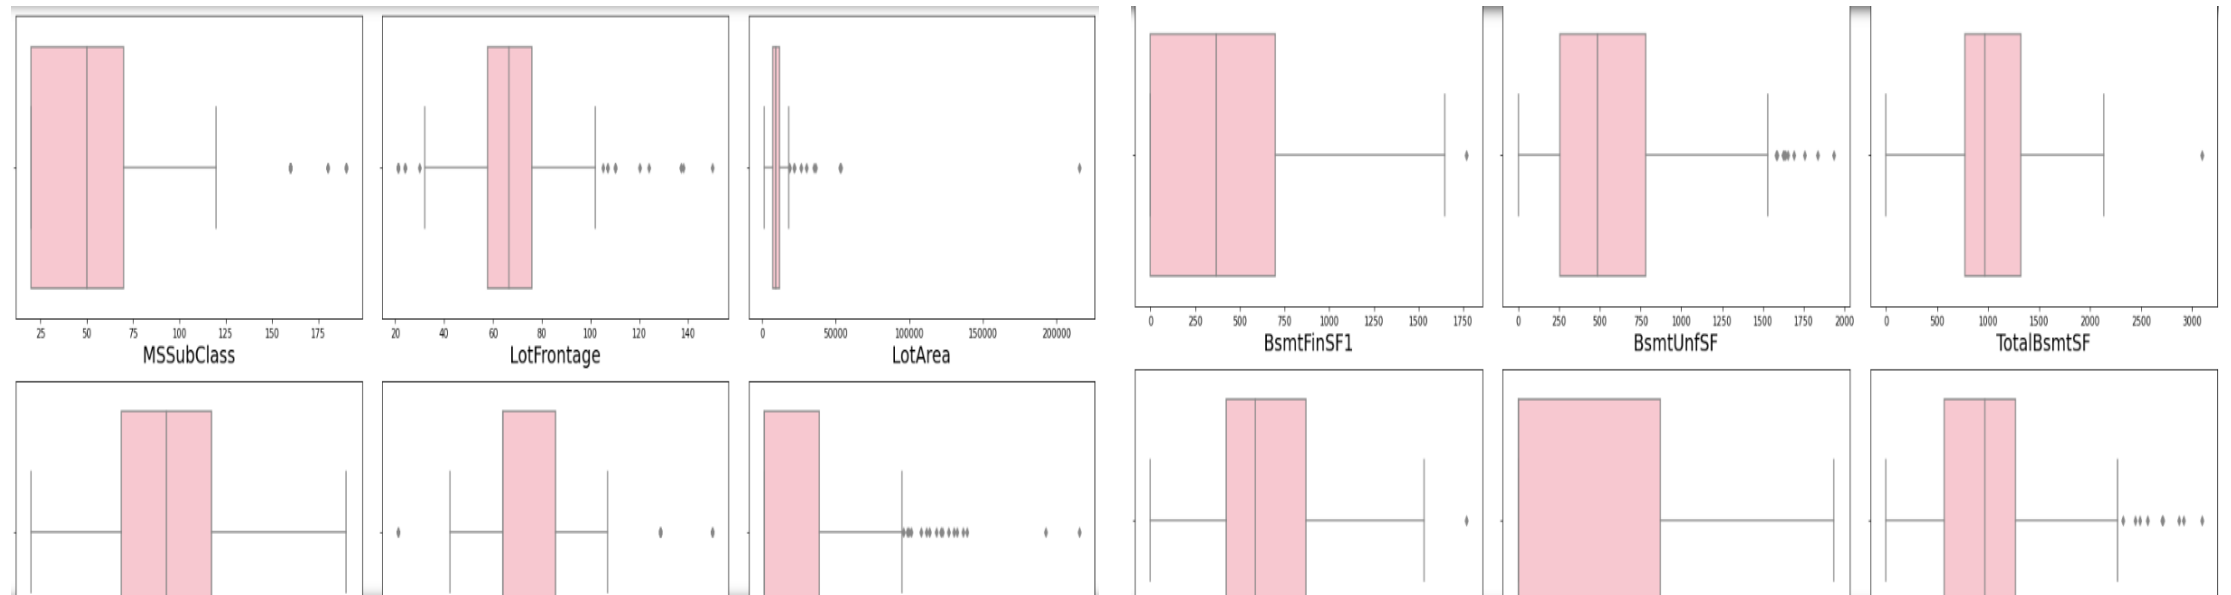 25 50 75 100 125 150 175
MSSubClass
20 40 60 80 100 120 140
LotFrontage
0 50000 100000 150000 200000
LotArea
0 250 500 750 1000 1250 1500 1750
BsmtFinSF1
0 250 500 750 1000 1250 1500 1750 2000
BsmtUnfSF
0 500 1000 1500 2000 2500 3000
TotalBsmtSF